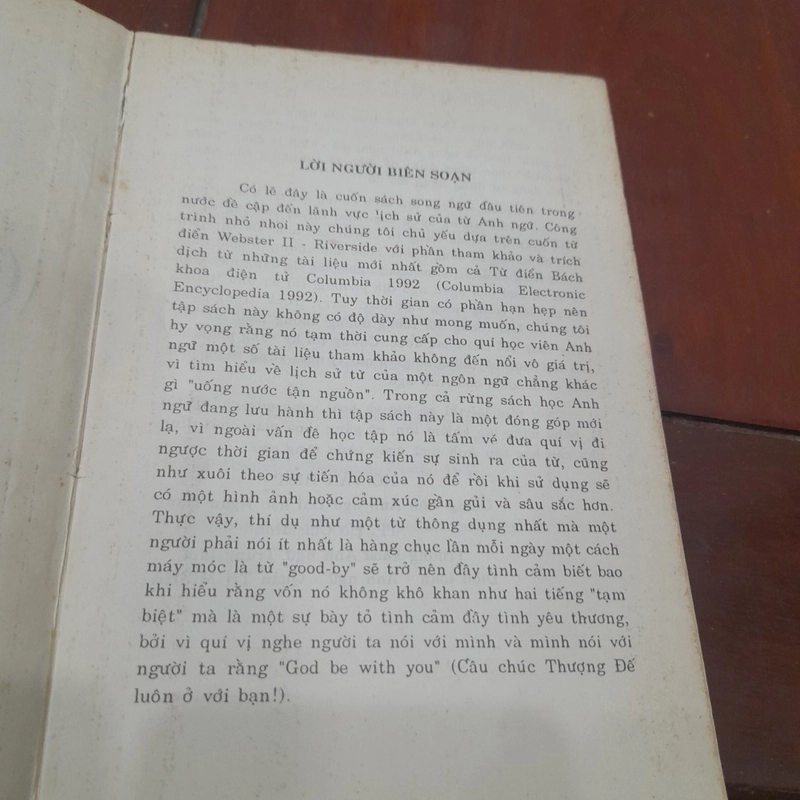 LỜI NGƯỜI BIÊN SOẠN
Có lẽ đây là cuốn sách song ngữ đầu tiên trong
nước đề cập đến lãnh vực lịch sử của từ Anh ngữ. Công
trình nhỏ nhoi này chúng tôi chủ yếu dựa trên cuốn từ
điển Webster II - Riverside với phần tham khảo và trích
dịch từ những tài liệu mới nhất gồm cả Từ điển Bách
khoa điện tử Columbia 1992 (Columbia Electronic
Encyclopedia 1992). Tuy thời gian có phần hạn hẹp nên
tập sách này không có độ dày như mong muốn, chúng tôi
hy vọng rằng nó tạm thời cung cấp cho quí học viên Anh
ngữ một số tài liệu tham khảo không đến nổi vô giá trị,
vì tìm hiểu về lịch sử từ của một ngôn ngữ chẳng khác
gì "uống nước tận nguồn". Trong cả rừng sách học Anh
ngữ đang lưu hành thì tập sách này là một đóng góp mới
lạ, vì ngoài vấn đề học tập nó là tấm vé đưa quí vị đi
ngược thời gian để chứng kiến sự sinh ra của từ, cũng
như xuôi theo sự tiến hóa của nó để rồi khi sử dụng sẽ
có một hình ảnh hoặc cảm xúc gần gủi và sâu sắc hơn.
Thực vậy, thí dụ như một từ thông dụng nhất mà một
người phải nói ít nhất là hàng chục lần mỗi ngày một cách
máy móc là từ "good-by" sẽ trở nên đầy tình cảm biết bao
khi hiểu rằng vốn nó không khô khan như hai tiếng "tạm
biệt" mà là một sự bày tỏ tình cảm đầy tình yêu thương,
bởi vì quí vị nghe người ta nói với mình và mình nói với
người ta rằng "God be with you" (Câu chúc Thượng Đế
luôn ở với bạn!).